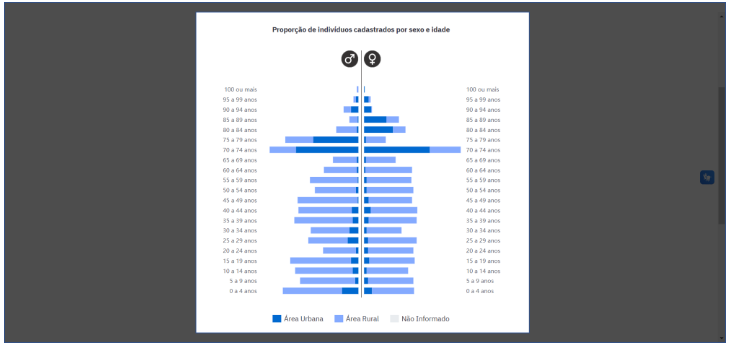 Proporção de indivíduos cadastrados por sexo e idade
100 ou mais 100 ou mais
95 a 99 anos 95 a 99 anos
90 a 94 anos 90 a 94 anos
85 a 89 anos 85 a 89 anos
80 a 84 anos 80 a 84 anos
75 a 79 anos 75 a 79 anos
70 a 74 anos 70 a 74 anos
65 a 69 anos 65 a 69 anos
60 a 64 anos 60 a 64 anos
55 a 59 anos 55 a 59 anos
50 a 54 anos 50 a 54 anos
45 a 49 anos 45 a 49 anos
40 a 44 anos 40 a 44 anos
35 a 39 anos 35 a 39 anos
30 a 34 anos 30 a 34 anos
25 a 29 anos 25 a 29 anos
20 a 24 anos 20 a 24 anos
15 a 19 anos 15 a 19 anos
10 a 14 anos 10 a 14 anos
5 a 9 anos 5 a 9 anos
0 a 4 anos 0 a 4 anos
Área Urbana Área Rural Não Informado